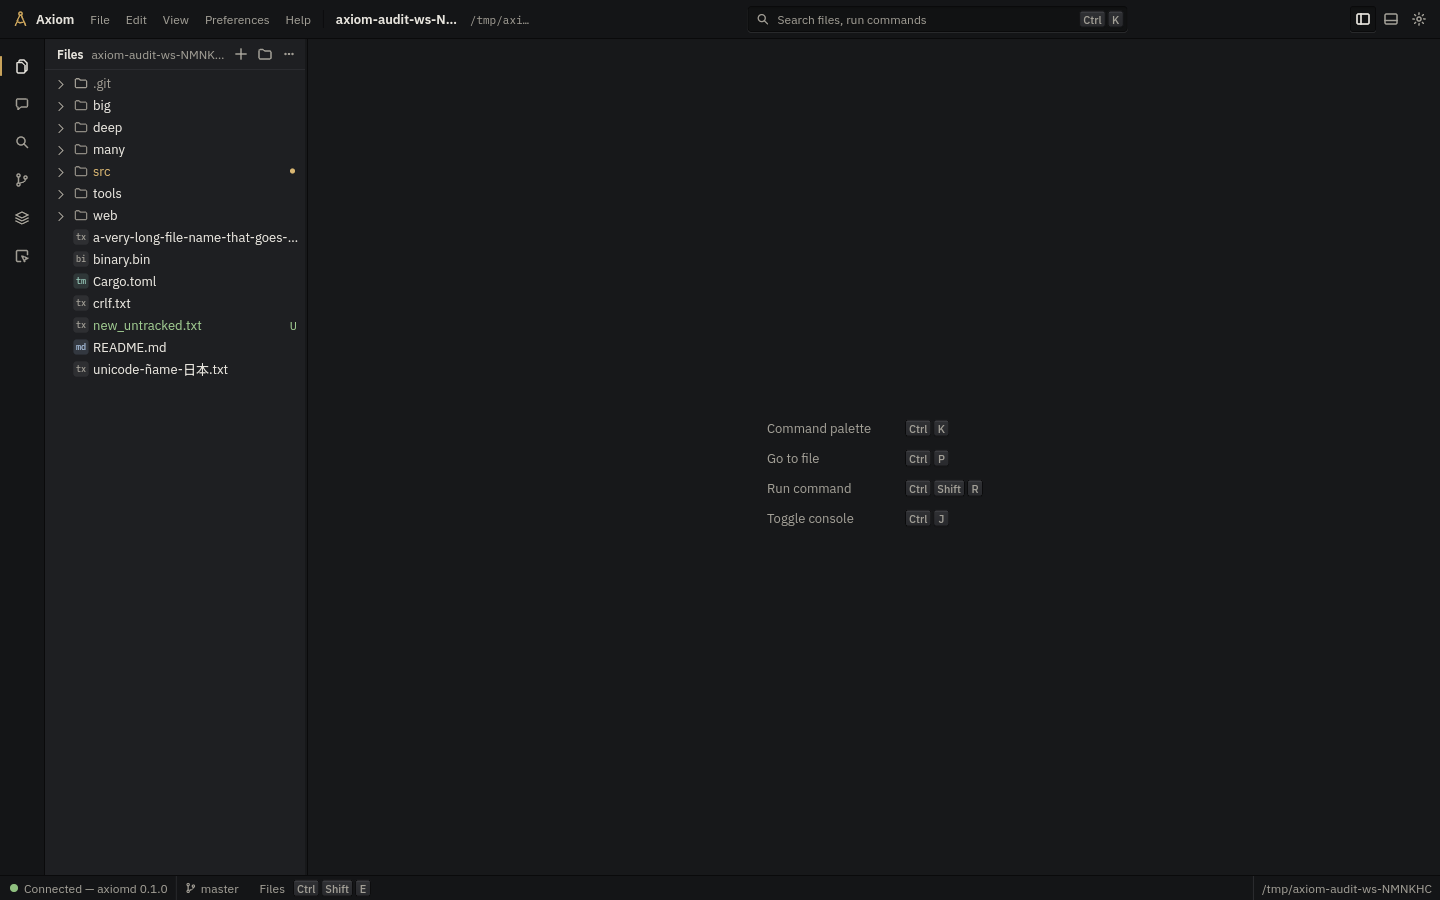 Axiom File Edit View Preferences Help axiom-audit-ws-N... /tmp/axi... Search files, run commands Ctrl K
Files axiom-audit-ws-NMNK...
.git
big
deep
many
src
tools
web
tx a-very-long-file-name-that-goes-...
bi binary.bin
tm Cargo.toml
tx crlf.txt
tx new_untracked.txt U
md README.md
tx unicode-ñame-日本.txt
Command palette Ctrl K
Go to file Ctrl P
Run command Ctrl Shift R
Toggle console Ctrl J
Connected — axiomd 0.1.0 master Files Ctrl Shift E /tmp/axiom-audit-ws-NMNKHC